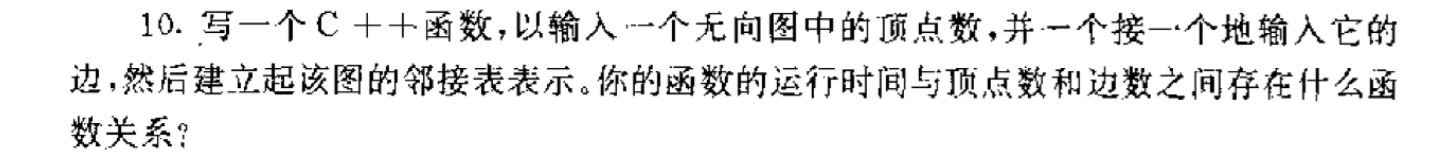 10. 写一个 C ++函数,以输入一个无向图中的顶点数,并一个接一个地输入它的
边,然后建立起该图的邻接表表示。你的函数的运行时间与顶点数和边数之间存在什么函
数关系?